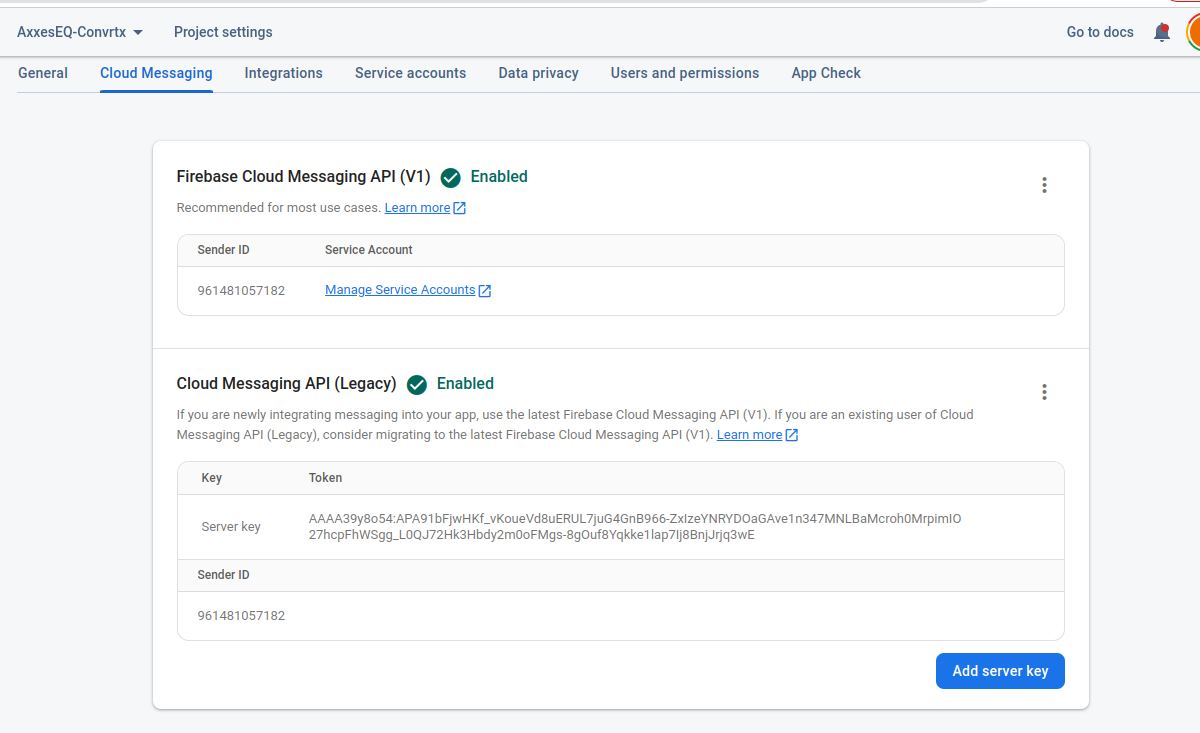 AxxesEQ-Convrtx
Project settings
Go to docs
General
Cloud Messaging
Integrations
Service accounts
Data privacy
Users and permissions
App Check
Firebase Cloud Messaging API (V1)
Enabled
Recommended for most use cases. Learn more
Sender ID
Service Account
961481057182
Manage Service Accounts
Cloud Messaging API (Legacy)
Enabled
If you are newly integrating messaging into your app, use the latest Firebase Cloud Messaging API (V1). If you are an existing user of Cloud
Messaging API (Legacy), consider migrating to the latest Firebase Cloud Messaging API (V1). Learn more
Key
Token
Server key
AAAA39y8o54:APA91bFjwHKf_vKoueVd8uERUL7juG4GnB966-ZxIzeYNRYDOaGAve1n347MNLBaMcroh0MrpimIO
27hcpFhWSgg_L0QJ72Hk3Hbdy2m0oFMgs-8gOuf8Yqkke1lap7Ij8BnjJrjq3wE
Sender ID
961481057182
Add server key